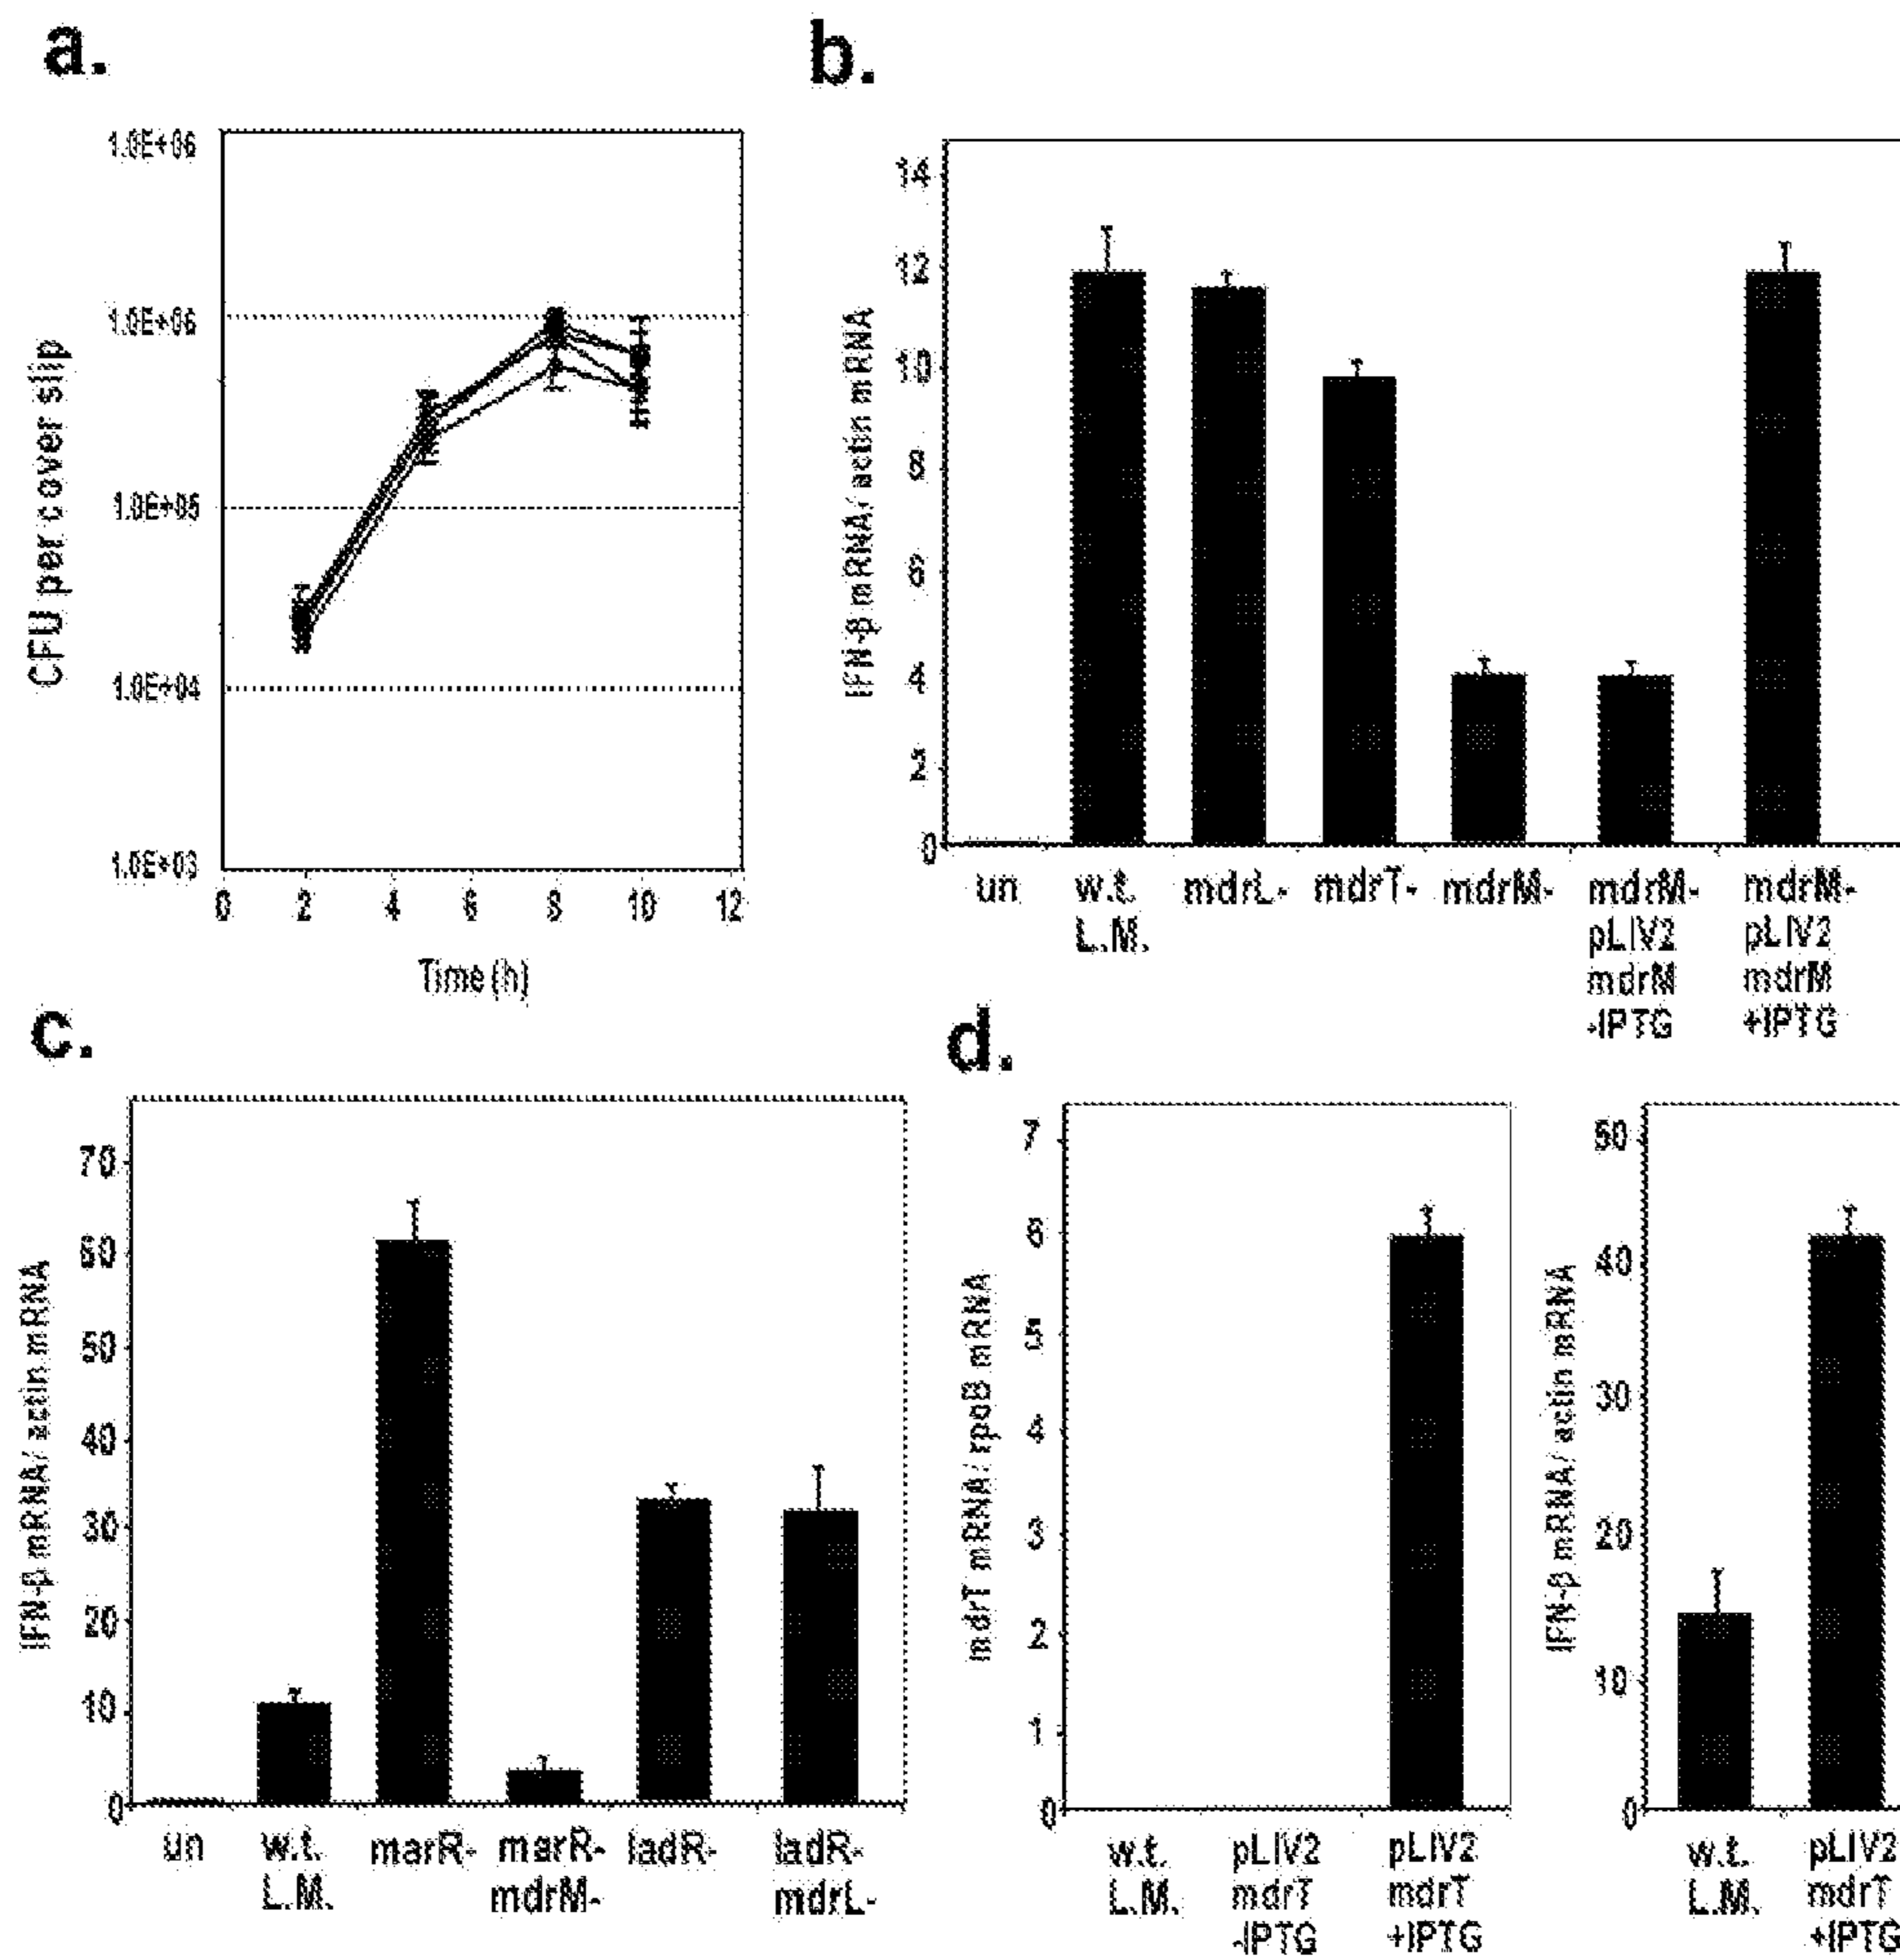 a.
1.0E+06
1.0E+06
1.0E+05
1.0E+04
1.0E+03
CFU per cover slip
0 2 4 6 8 10 12
Time (h)
b.
14
12
10
8
6
4
2
0
IFN-β mRNA/ actin mRNA
un w.t. L.M. mdrL- mdrT- mdrM- mdrM- pLIV2 mdrM -IPTG mdrM- pLIV2 mdrM +IPTG
c.
70
60
50
40
30
20
10
0
IFN-β mRNA/ actin mRNA
un w.t. L.M. marR- marR- mdrM- ladR- ladR- mdrL-
d.
7
6
5
4
3
2
1
0
mdrT mRNA/ rpoB mRNA
w.t. L.M. pLIV2 mdrT -IPTG pLIV2 mdrT +IPTG
50
40
30
20
10
0
IFN-β mRNA/ actin mRNA
w.t. L.M. pLIV2 mdrT +IPTG